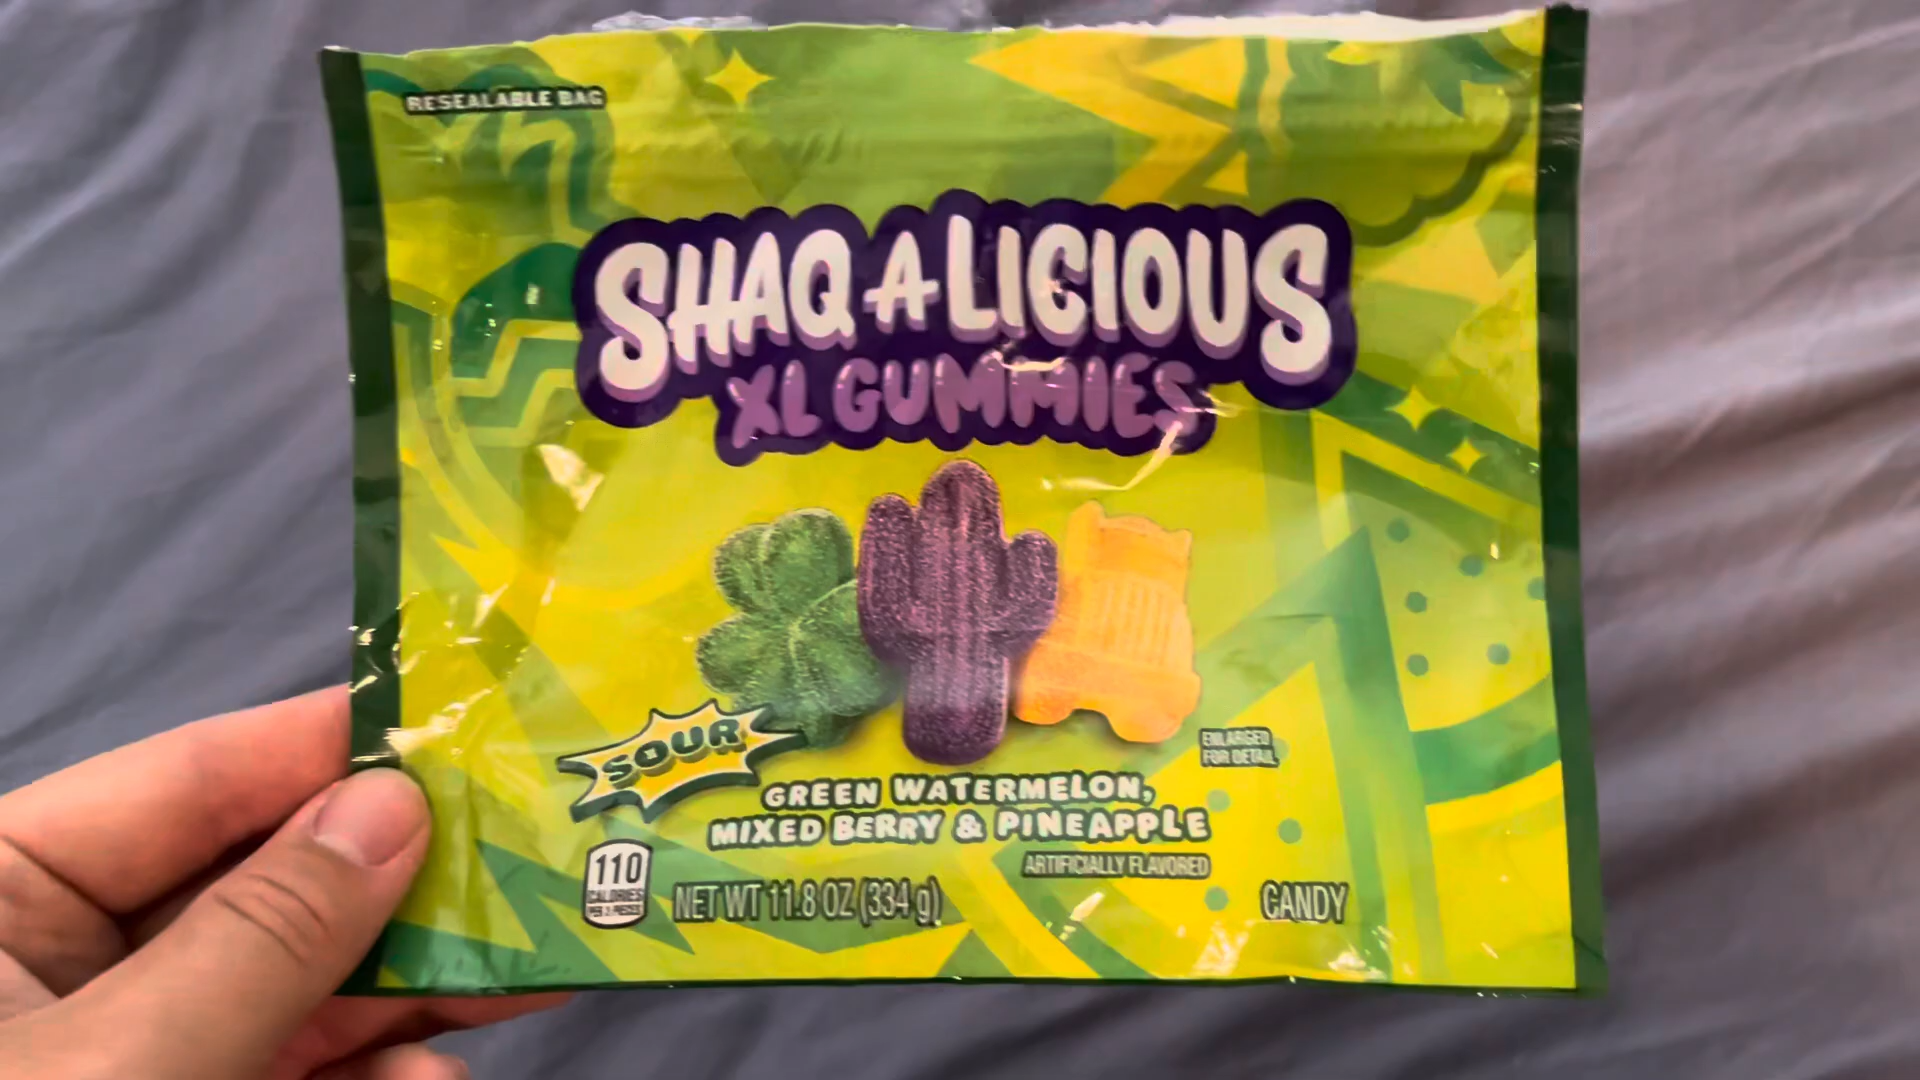 RESEALABLE BAG
SHAQ A LICIOUS
XL GUMMIES
SOUR
ENLARGED
FOR DETAIL
GREEN WATERMELON,
MIXED BERRY & PINEAPPLE
ARTIFICIALLY FLAVORED
110
CALORIES
PER 3 PIECES
NET WT 11.8 OZ (334 g)
CANDY